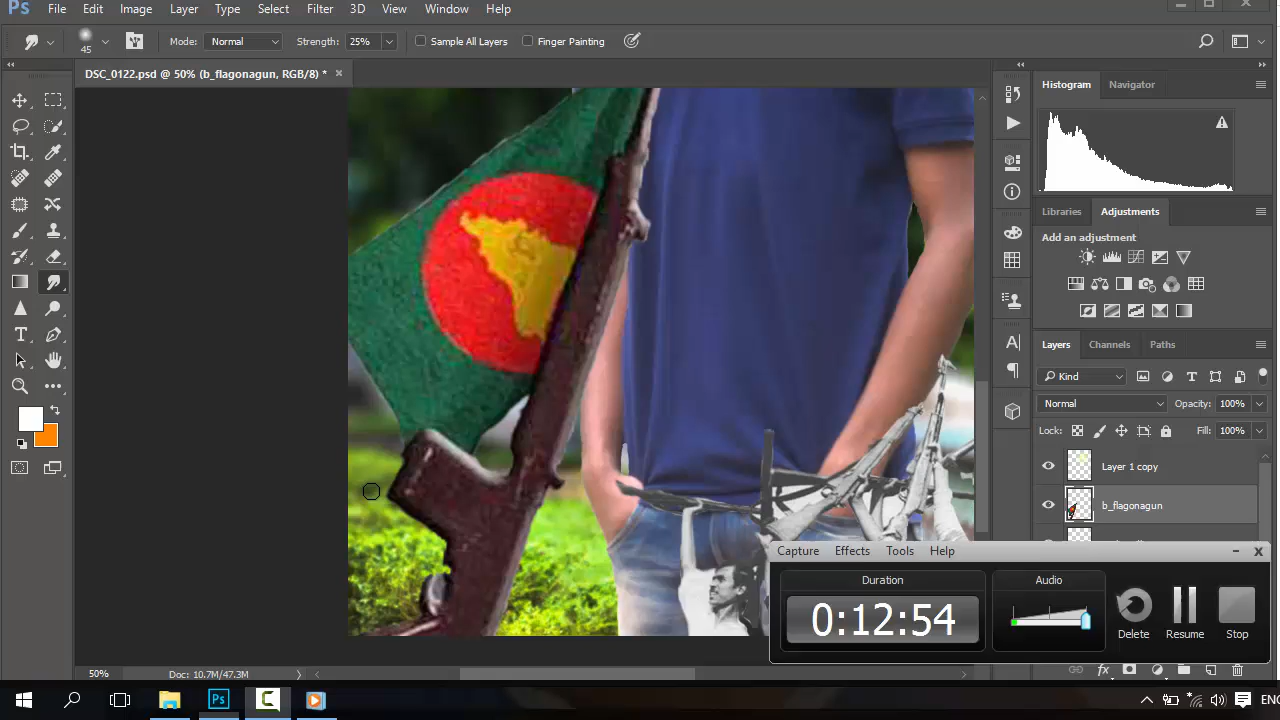 Ps File Edit Image Layer Type Select Filter 3D View Window Help
45 Mode: Normal Strength: 25% Sample All Layers Finger Painting
DSC_0122.psd @ 50% (b_flagonagun, RGB/8) * ×
Histogram Navigator
Libraries Adjustments
Add an adjustment
Layers Channels Paths
Kind
Normal Opacity: 100%
Lock: Fill: 100%
Layer 1 copy
b_flagonagun
Capture Effects Tools Help
Duration Audio
0:12:54
Delete Resume Stop
50% Doc: 10.7M/47.3M
fx
Ps ENG